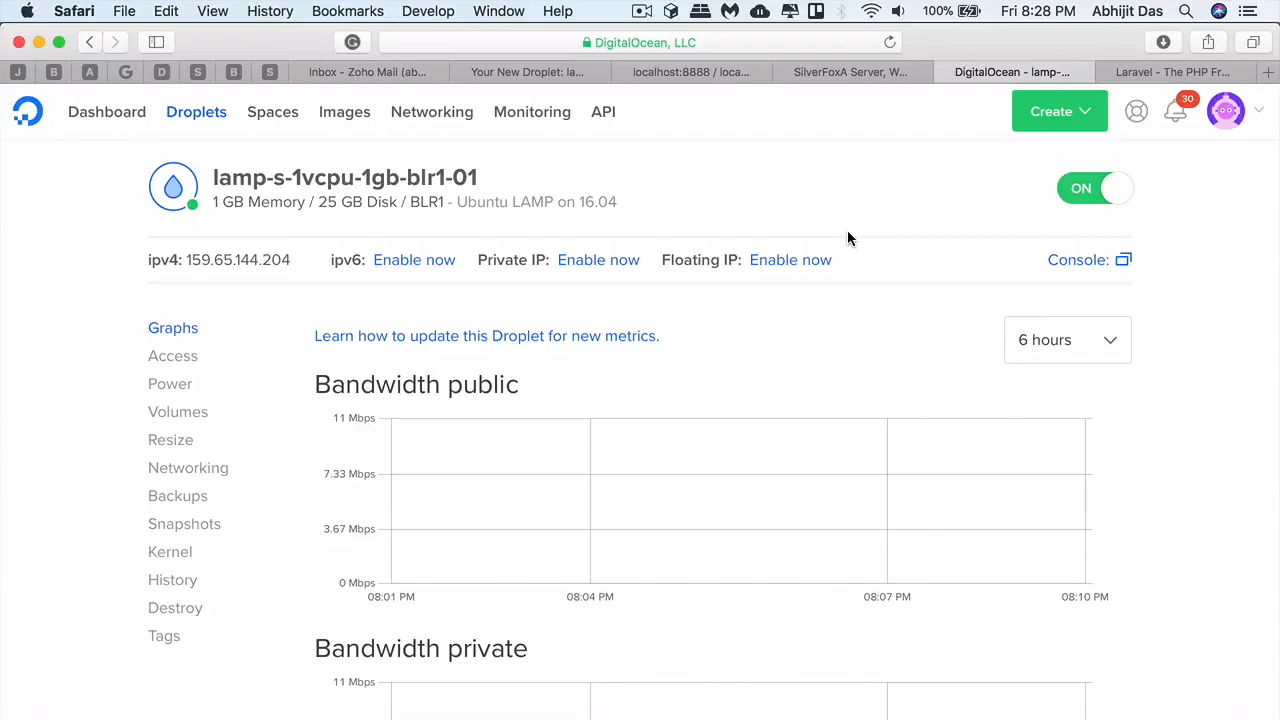 Safari File Edit View History Bookmarks Develop Window Help 100% Fri 8:28 PM Abhijit Das
DigitalOcean, LLC
J B A G D S B S Inbox - Zoho Mail (ab... Your New Droplet: la... localhost:8888 / loca... SilverFoxA Server, W... DigitalOcean - lamp-... Laravel - The PHP Fr... +
Dashboard Droplets Spaces Images Networking Monitoring API Create 30
lamp-s-1vcpu-1gb-blr1-01
1 GB Memory / 25 GB Disk / BLR1 - Ubuntu LAMP on 16.04
ON
ipv4: 159.65.144.204 ipv6: Enable now Private IP: Enable now Floating IP: Enable now Console:
Graphs
Access
Power
Volumes
Resize
Networking
Backups
Snapshots
Kernel
History
Destroy
Tags
Learn how to update this Droplet for new metrics.
6 hours
Bandwidth public
11 Mbps
7.33 Mbps
3.67 Mbps
0 Mbps
08:01 PM 08:04 PM 08:07 PM 08:10 PM
Bandwidth private
11 Mbps